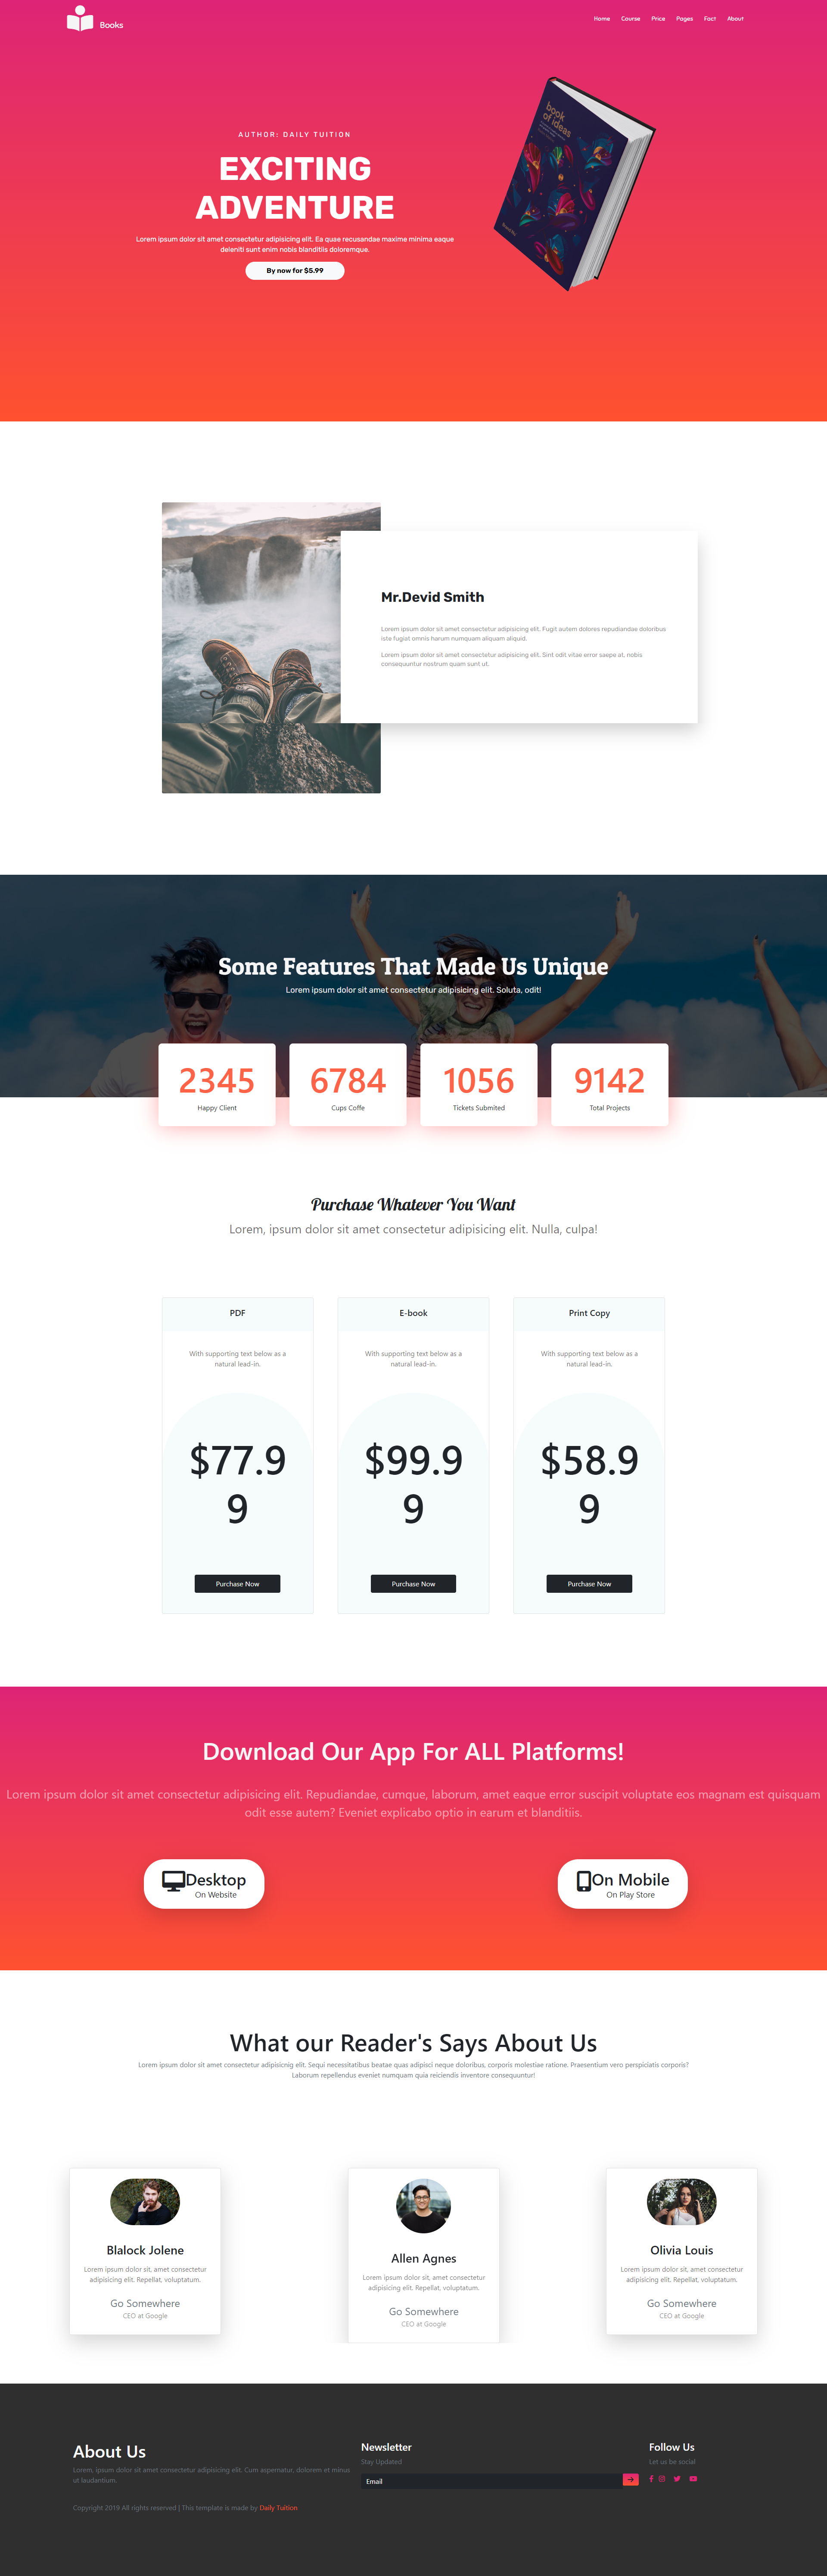 Books
Home Course Price Pages Fact About
book
of ideas
AUTHOR: DAILY TUITION
EXCITING
ADVENTURE
Lorem ipsum dolor sit amet consectetur adipisicing elit. Ea quae recusandae maxime minima eaque
deleniti sunt enim nobis blanditiis doloremque.
By now for $5.99
Mr.Devid Smith
Lorem ipsum dolor sit amet consectetur adipisicing elit. Fugit autem dolores repudiandae doloribus
iste fugiat omnis harum numquam aliquam aliquid.
Lorem ipsum dolor sit amet consectetur adipisicing elit. Sint odit vitae error saepe at, nobis
consequuntur nostrum quam sunt ut.
Some Features That Made Us Unique
Lorem ipsum dolor sit amet consectetur adipisicing elit. Soluta, odit!
2345 6784 1056 9142
Happy Client Cups Coffe Tickets Submited Total Projects
Purchase Whatever You Want
Lorem, ipsum dolor sit amet consectetur adipisicing elit. Nulla, culpa!
PDF
With supporting text below as a
natural lead-in.
$77.9
9
Purchase Now
E-book
With supporting text below as a
natural lead-in.
$99.9
9
Purchase Now
Print Copy
With supporting text below as a
natural lead-in.
$58.9
9
Purchase Now
Download Our App For ALL Platforms!
Lorem ipsum dolor sit amet consectetur adipisicing elit. Repudiandae, cumque, laborum, amet eaque error suscipit voluptate eos magnam est quisquam
odit esse autem? Eveniet explicabo optio in earum et blanditiis.
Desktop
On Website
On Mobile
On Play Store
What our Reader's Says About Us
Lorem ipsum dolor sit amet consectetur adipisicnig elit. Sequi necessitatibus beatae quas adipisci neque doloribus, corporis molestiae ratione. Praesentium vero perspiciatis corporis?
Laborum repellendus eveniet numquam quia reiciendis inventore consequuntur!
Blalock Jolene
Lorem ipsum dolor sit, amet consectetur
adipisicing elit. Repellat, voluptatum.
Go Somewhere
CEO at Google
Allen Agnes
Lorem ipsum dolor sit, amet consectetur
adipisicing elit. Repellat, voluptatum.
Go Somewhere
CEO at Google
Olivia Louis
Lorem ipsum dolor sit, amet consectetur
adipisicing elit. Repellat, voluptatum.
Go Somewhere
CEO at Google
About Us
Lorem, ipsum dolor sit amet consectetur adipisicing elit. Cum aspernatur, dolorem et minus
ut laudantium.
Copyright 2019 All rights reserved | This template is made by Daily Tuition
Newsletter
Stay Updated
Email
Follow Us
Let us be social